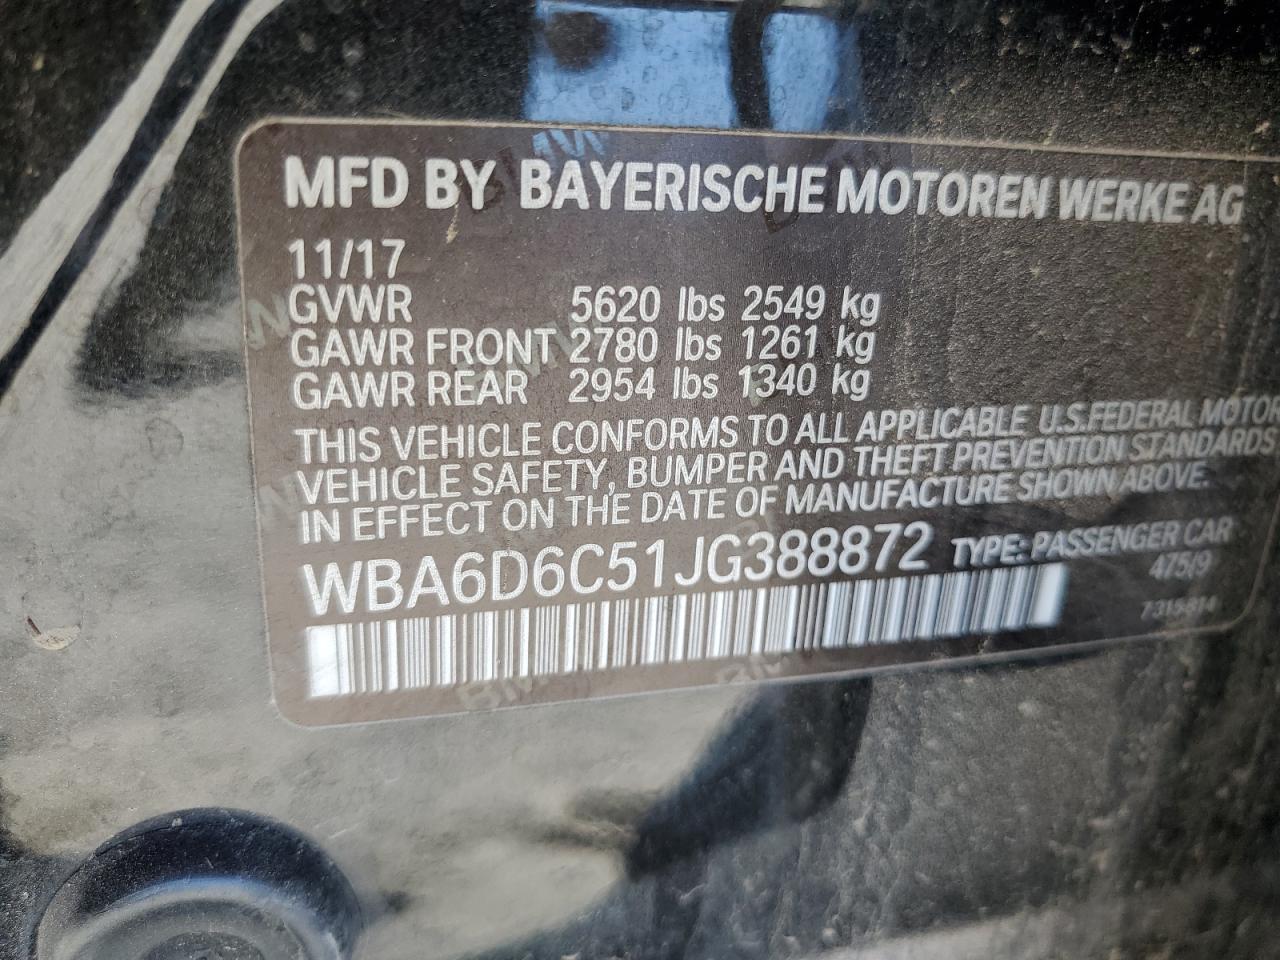 MFD BY BAYERISCHE MOTOREN WERKE AG
11/17
GVWR 5620 lbs 2549 kg
GAWR FRONT 2780 lbs 1261 kg
GAWR REAR 2954 lbs 1340 kg
THIS VEHICLE CONFORMS TO ALL APPLICABLE U.S.FEDERAL MOTOR
VEHICLE SAFETY, BUMPER AND THEFT PREVENTION STANDARDS
IN EFFECT ON THE DATE OF MANUFACTURE SHOWN ABOVE.
WBA6D6C51JG388872 TYPE: PASSENGER CAR
475/9
7315814